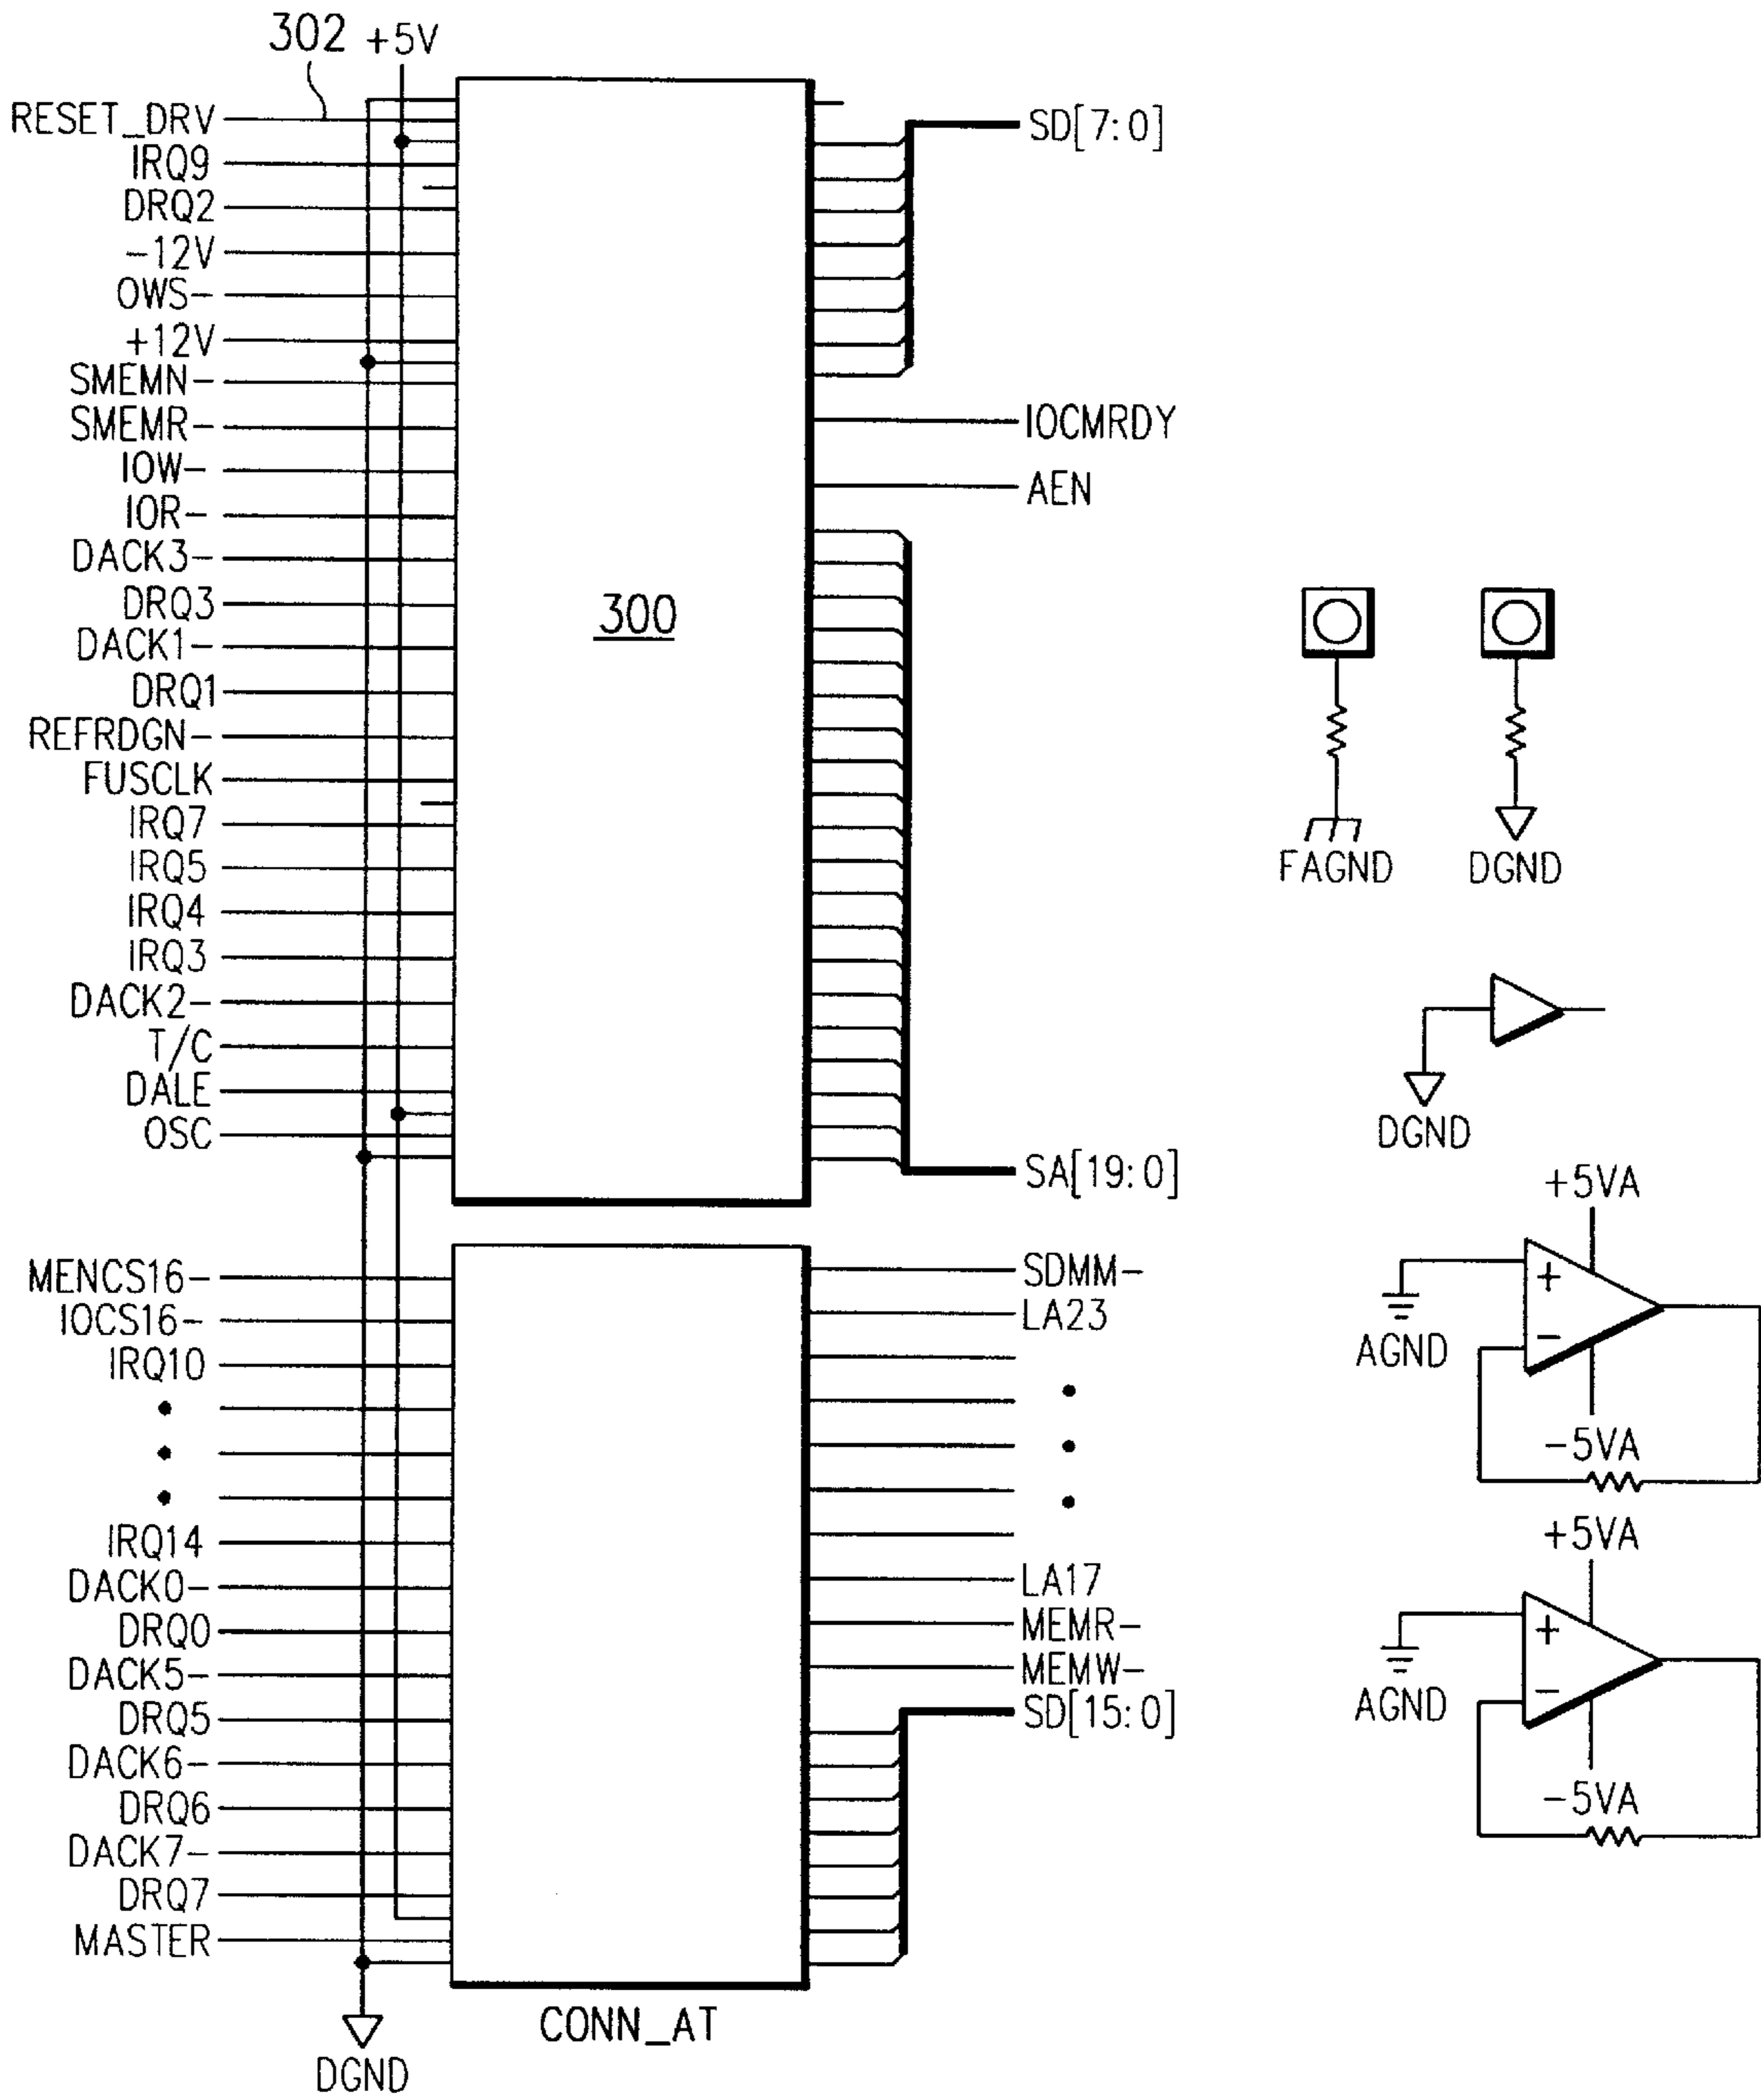 302 +5V
RESET_DRV
IRQ9
DRQ2
-12V
OWS-
+12V
SMEMN-
SMEMR-
IOW-
IOR-
DACK3-
DRQ3
DACK1-
DRQ1
REFRDGN-
FUSCLK
IRQ7
IRQ5
IRQ4
IRQ3
DACK2-
T/C
DALE
OSC
300
SD[7:0]
IOCMRDY
AEN
SA[19:0]
MENCS16-
IOCS16-
IRQ10
IRQ14
DACK0-
DRQ0
DACK5-
DRQ5
DACK6-
DRQ6
DACK7-
DRQ7
MASTER
DGND
CONN_AT
SDMM-
LA23
LA17
MEMR-
MEMW-
SD[15:0]
FAGND
DGND
DGND
+5VA
+
-
AGND
-5VA
+5VA
+
-
AGND
-5VA